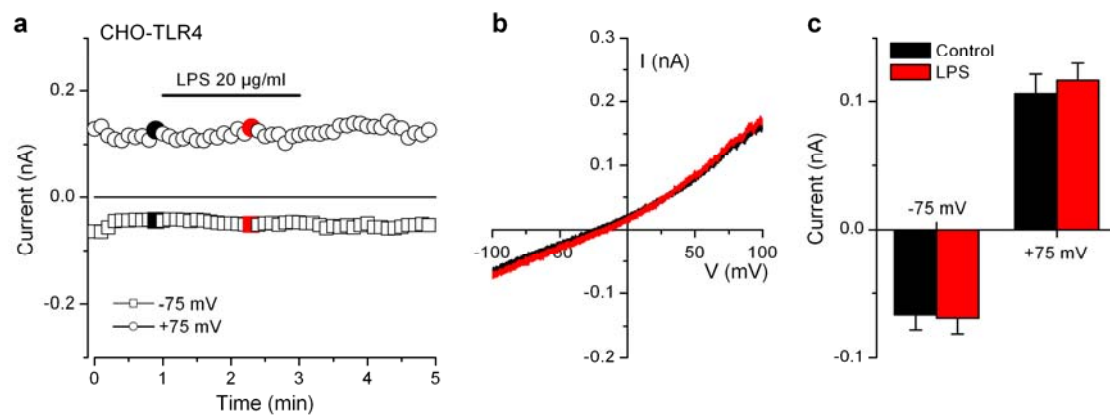 a
CHO-TLR4
LPS 20 µg/ml
0.2
0.0
-0.2
Current (nA)
-75 mV
+75 mV
0 1 2 3 4 5
Time (min)
b
I (nA)
0.3
0.2
0.1
-100 -50 0 50 100
V (mV)
-0.1
-0.2
c
Control
LPS
0.1
0.0
-0.1
Current (nA)
-75 mV
+75 mV